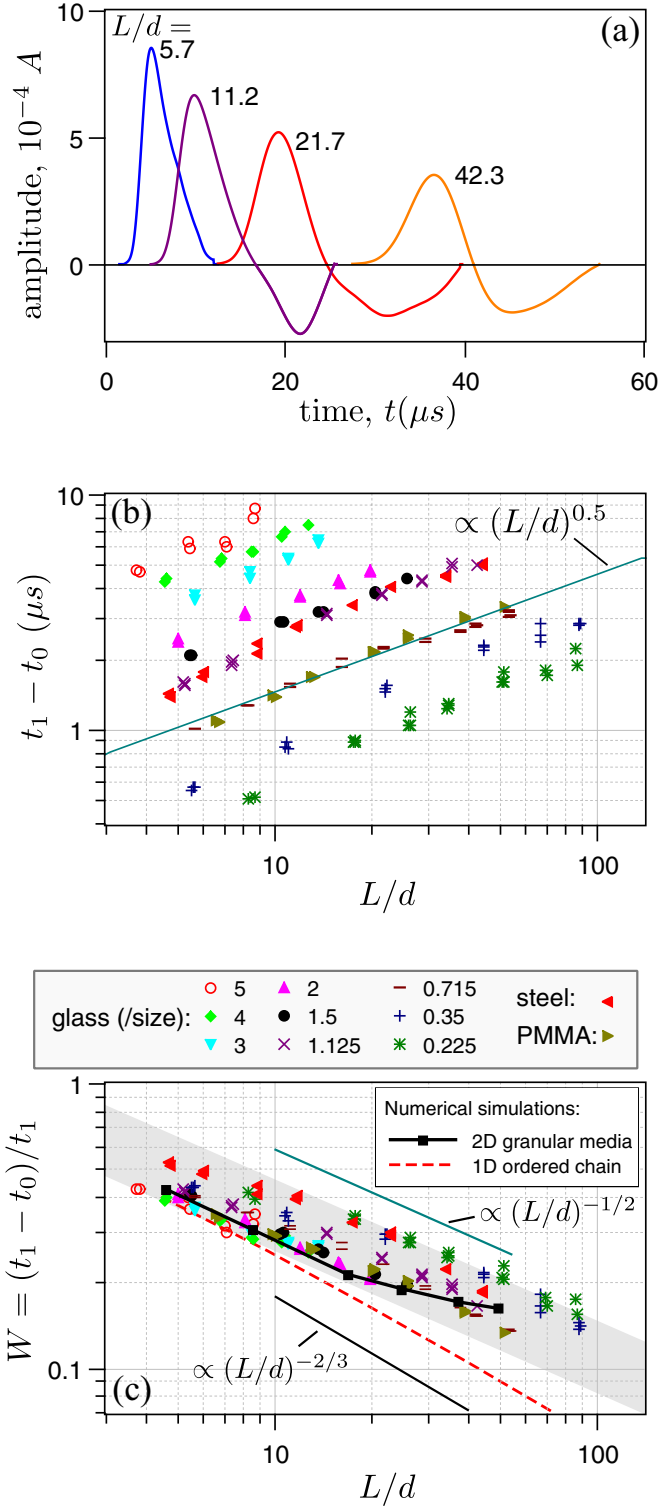 10
L/d =
(a)
5.7
11.2
21.7
42.3
5
0
amplitude, 10⁻⁴ A
0
20
40
60
time, t(μs)
10
(b)
∝ (L/d)^0.5
1
t₁ − t₀ (μs)
10
100
L/d
glass (/size):
5
2
0.715
steel:
4
1.5
0.35
PMMA:
3
1.125
0.225
1
Numerical simulations:
2D granular media
1D ordered chain
∝ (L/d)^−1/2
∝ (L/d)^−2/3
0.1
(c)
W = (t₁ − t₀)/t₁
10
100
L/d